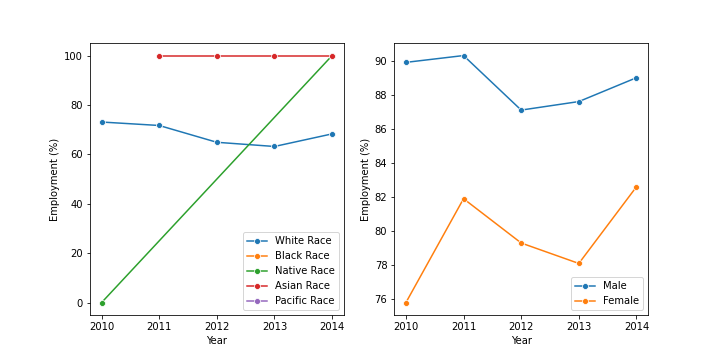 Employment (%)
100
80
60
40
20
0
2010 2011 2012 2013 2014
Year
White Race
Black Race
Native Race
Asian Race
Pacific Race
Employment (%)
90
88
86
84
82
80
78
76
2010 2011 2012 2013 2014
Year
Male
Female